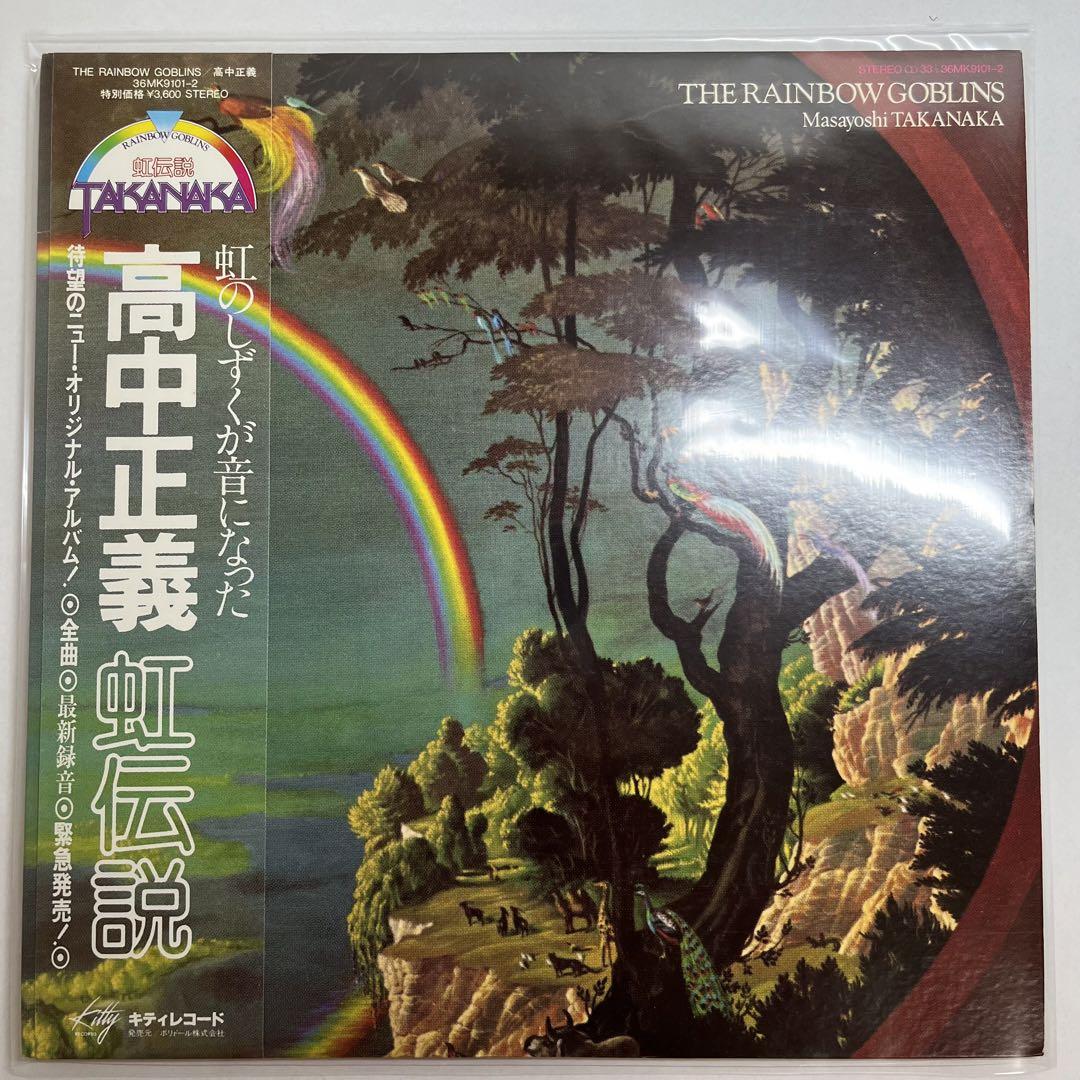 THE RAINBOW GOBLINS／高中正義
36MK9101-2
特別価格 ¥3,600 STEREO
RAINBOW GOBLINS
虹伝説
TAKANAKA
虹のしずくが音になった
高中正義 虹伝説
待望のニュー・オリジナル・アルバム！◎全曲◎最新録音◎緊急発売！◎
Kitty
RECORDS
キティレコード
発売元 ポリドール株式会社
STEREO 33 1/3 36MK9101-2
THE RAINBOW GOBLINS
Masayoshi TAKANAKA